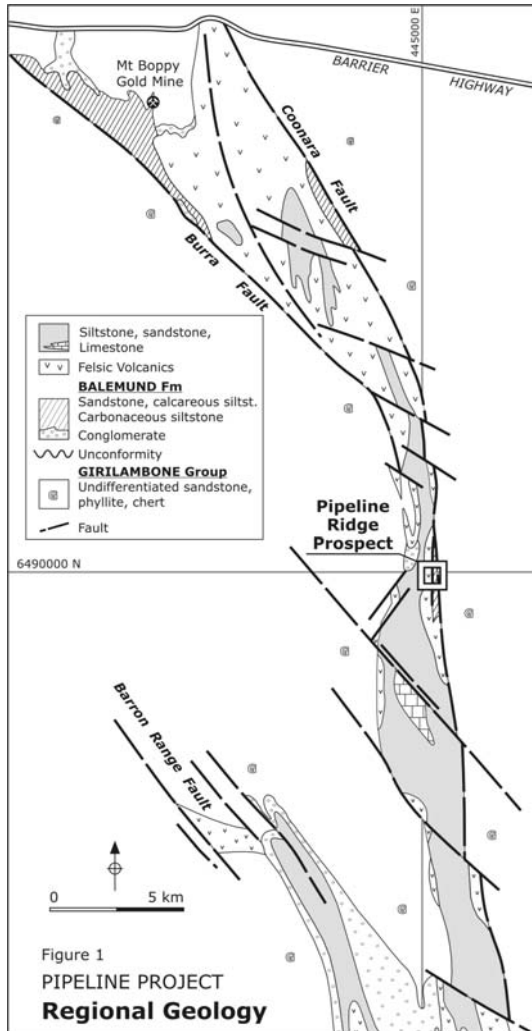 445000 E
BARRIER
HIGHWAY
Mt Boppy
Gold Mine
Coonara
Fault
Burra
Fault
Siltstone, sandstone,
Limestone
Felsic Volcanics
BALEMUND Fm
Sandstone, calcareous siltst.
Carbonaceous siltstone
Conglomerate
Unconformity
GIRILAMBONE Group
Undifferentiated sandstone,
phyllite, chert
Fault
Pipeline
Ridge
Prospect
6490000 N
Barron Range
Fault
0 5 km
Figure 1
PIPELINE PROJECT
Regional Geology